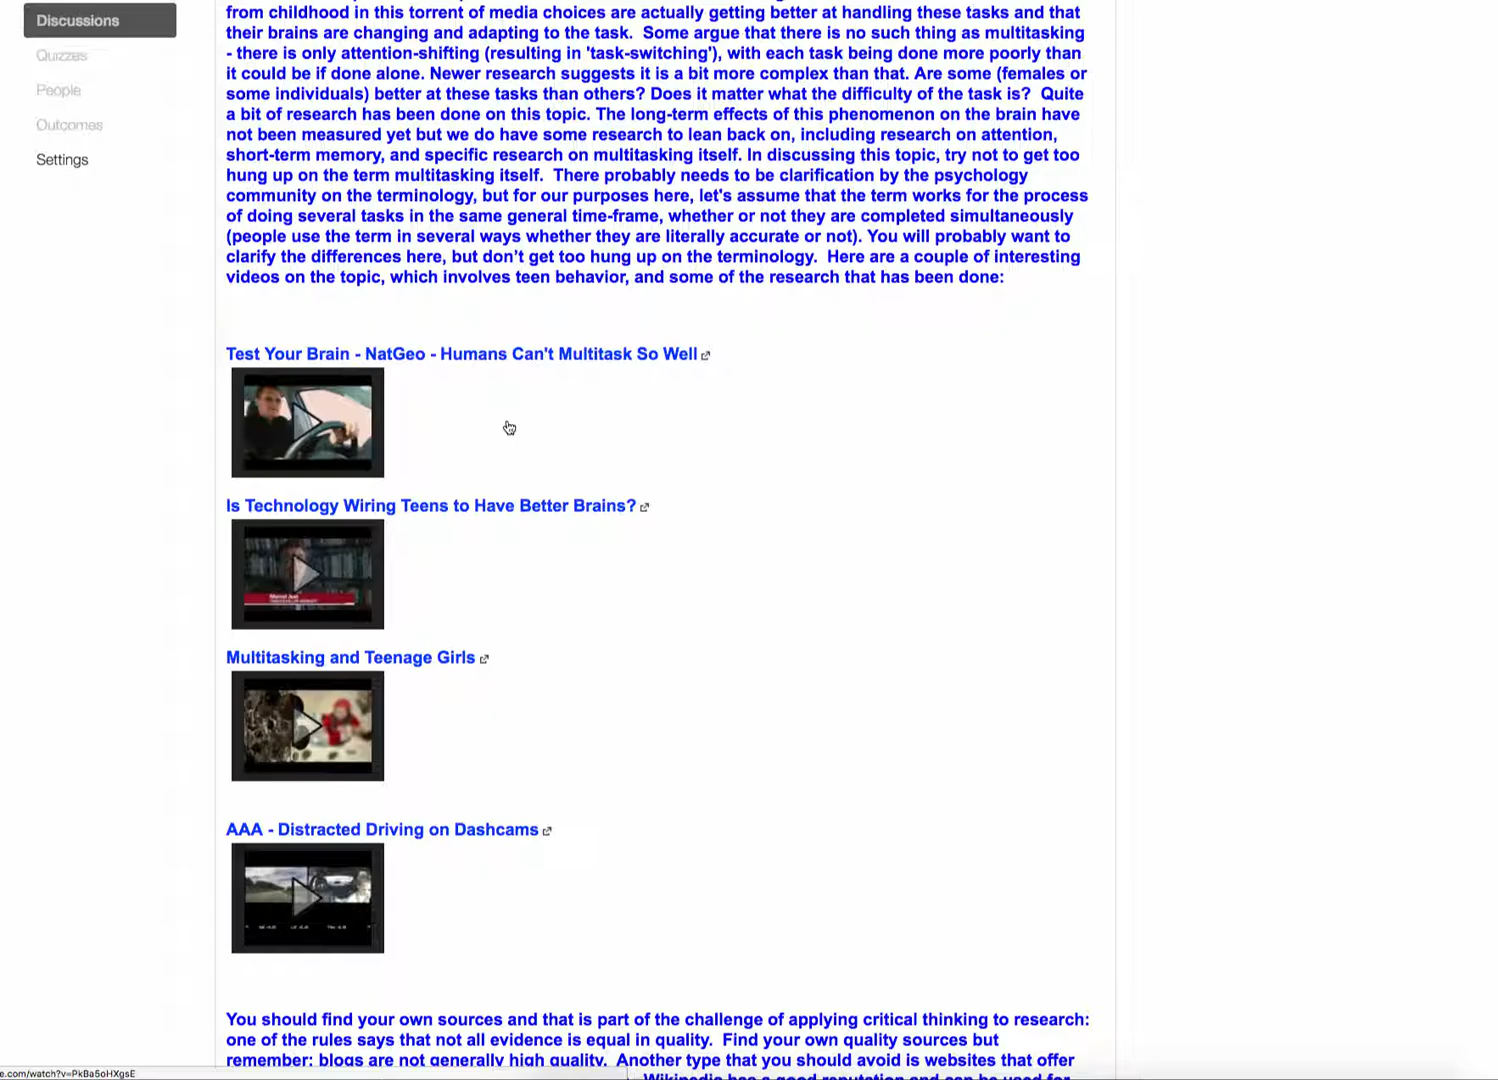 Discussions
Quizzes
People
Outcomes
Settings
from childhood in this torrent of media choices are actually getting better at handling these tasks and that
their brains are changing and adapting to the task.  Some argue that there is no such thing as multitasking
- there is only attention-shifting (resulting in 'task-switching'), with each task being done more poorly than
it could be if done alone. Newer research suggests it is a bit more complex than that. Are some (females or
some individuals) better at these tasks than others? Does it matter what the difficulty of the task is?  Quite
a bit of research has been done on this topic. The long-term effects of this phenomenon on the brain have
not been measured yet but we do have some research to lean back on, including research on attention,
short-term memory, and specific research on multitasking itself. In discussing this topic, try not to get too
hung up on the term multitasking itself.  There probably needs to be clarification by the psychology
community on the terminology, but for our purposes here, let's assume that the term works for the process
of doing several tasks in the same general time-frame, whether or not they are completed simultaneously
(people use the term in several ways whether they are literally accurate or not). You will probably want to
clarify the differences here, but don’t get too hung up on the terminology.  Here are a couple of interesting
videos on the topic, which involves teen behavior, and some of the research that has been done:
Test Your Brain - NatGeo - Humans Can't Multitask So Well
Is Technology Wiring Teens to Have Better Brains?
Marcel Just
Multitasking and Teenage Girls
AAA - Distracted Driving on Dashcams
You should find your own sources and that is part of the challenge of applying critical thinking to research:
one of the rules says that not all evidence is equal in quality.  Find your own quality sources but
remember: blogs are not generally high quality.  Another type that you should avoid is websites that offer
Wikipedia has a good reputation and can be used for
e.com/watch?v=PkBa5oHXgsE